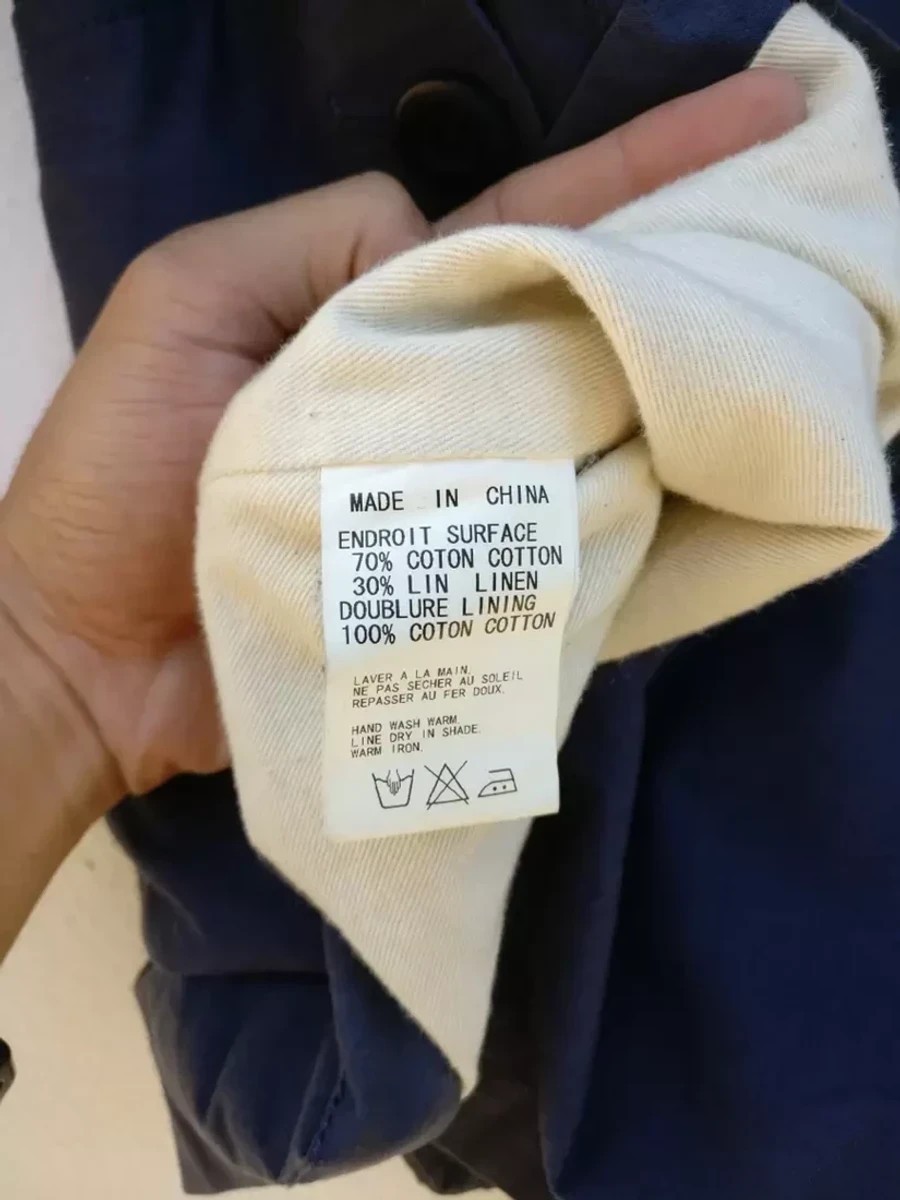 MADE IN CHINA
ENDROIT SURFACE
70% COTON COTTON
30% LIN LINEN
DOUBLURE LINING
100% COTON COTTON
LAVER A LA MAIN.
NE PAS SECHER AU SOLEIL
REPASSER AU FER DOUX.
HAND WASH WARM.
LINE DRY IN SHADE.
WARM IRON.